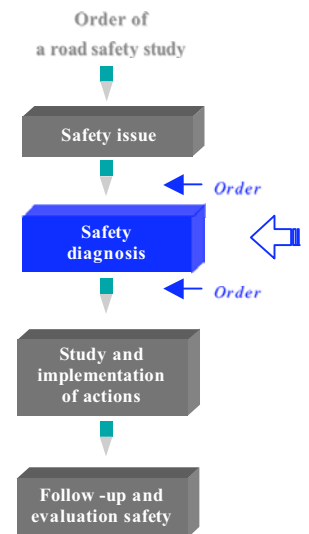 Order of
a road safety study
Safety issue
Order
Safety
diagnosis
Order
Study and
implementation
of actions
Follow -up and
evaluation safety